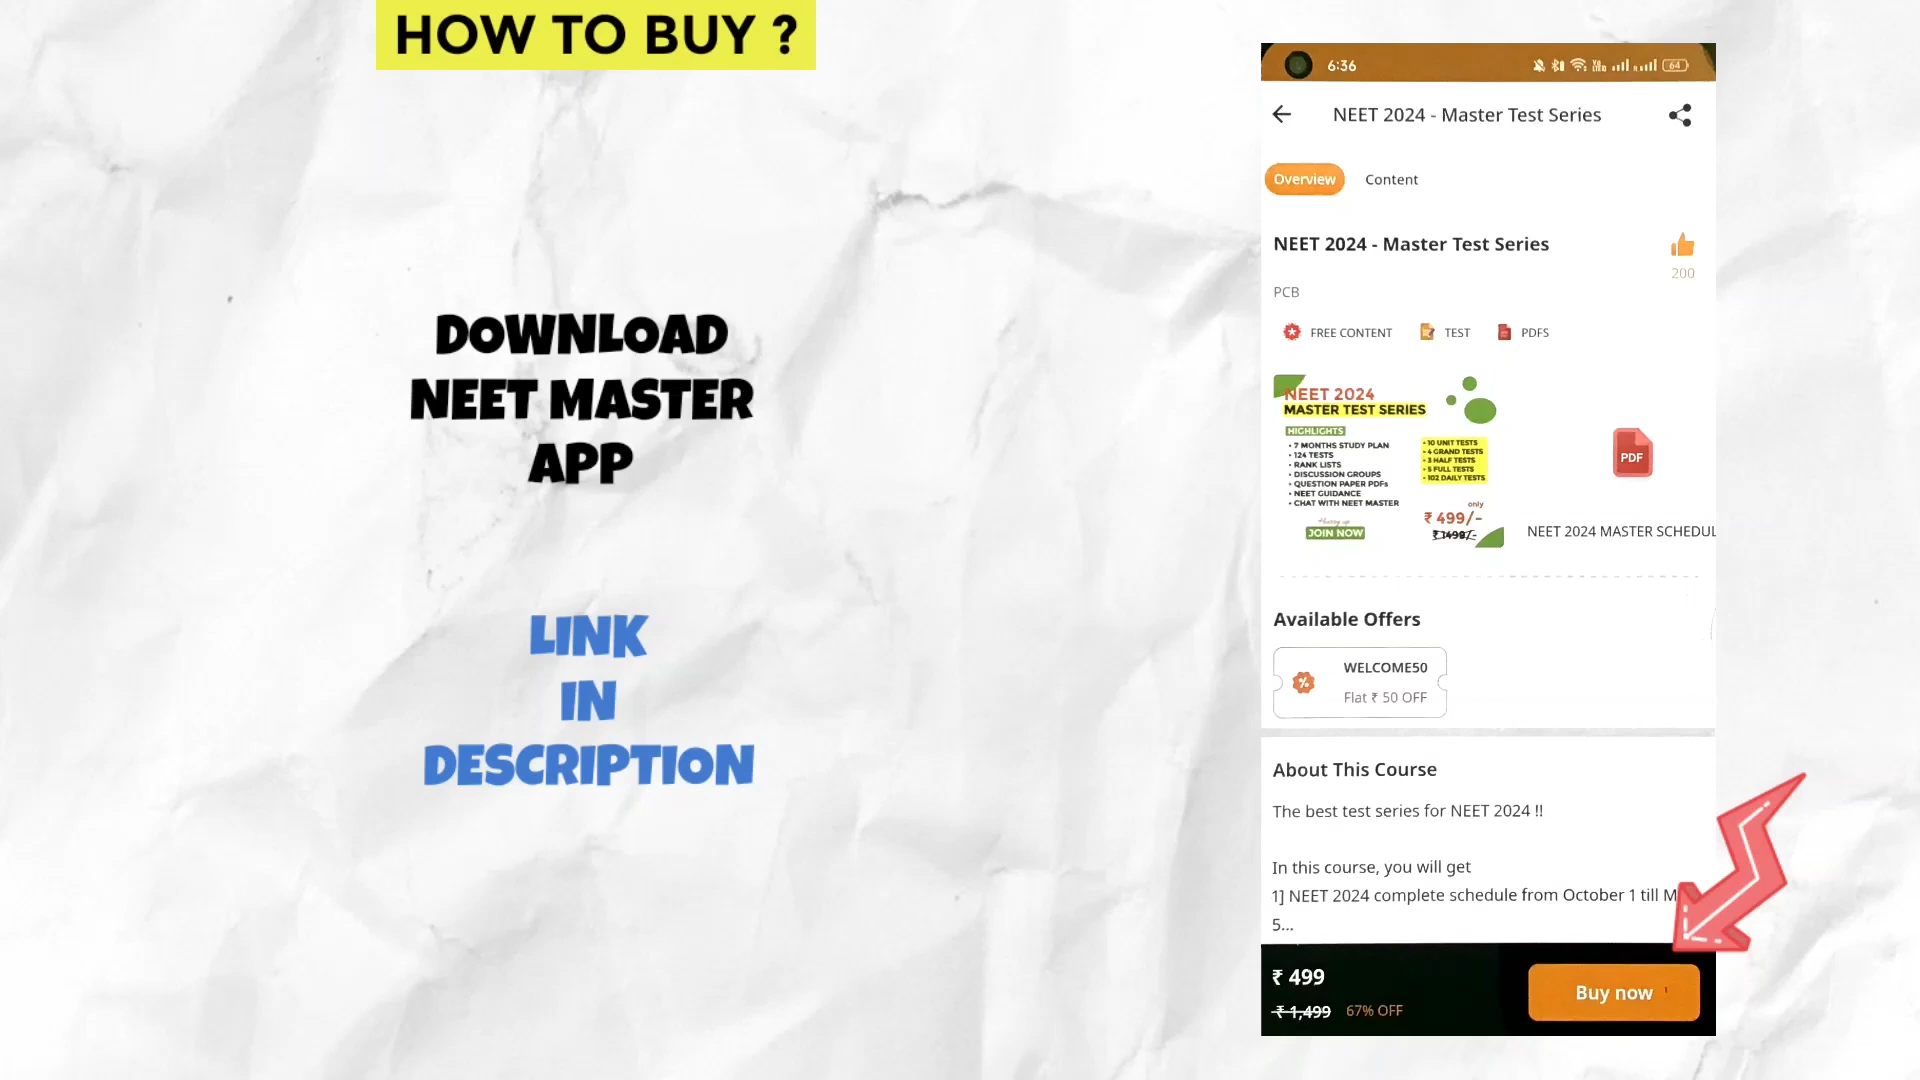 HOW TO BUY ?
DOWNLOAD
NEET MASTER
APP
LINK
IN
DESCRIPTION
6:36
64
NEET 2024 - Master Test Series
Overview
Content
NEET 2024 - Master Test Series
200
PCB
FREE CONTENT
TEST
PDFS
NEET 2024
MASTER TEST SERIES
HIGHLIGHTS
• 7 MONTHS STUDY PLAN
• 124 TESTS
• RANK LISTS
• DISCUSSION GROUPS
• QUESTION PAPER PDFs
• NEET GUIDANCE
• CHAT WITH NEET MASTER
• 10 UNIT TESTS
• 4 GRAND TESTS
• 3 HALF TESTS
• 5 FULL TESTS
• 102 DAILY TESTS
Hurry up
JOIN NOW
only
₹ 499/-
₹ 1499/-
PDF
NEET 2024 MASTER SCHEDUL
Available Offers
WELCOME50
Flat ₹ 50 OFF
About This Course
The best test series for NEET 2024 !!
In this course, you will get
1] NEET 2024 complete schedule from October 1 till M
5...
₹ 499
₹ 1,499
67% OFF
Buy now